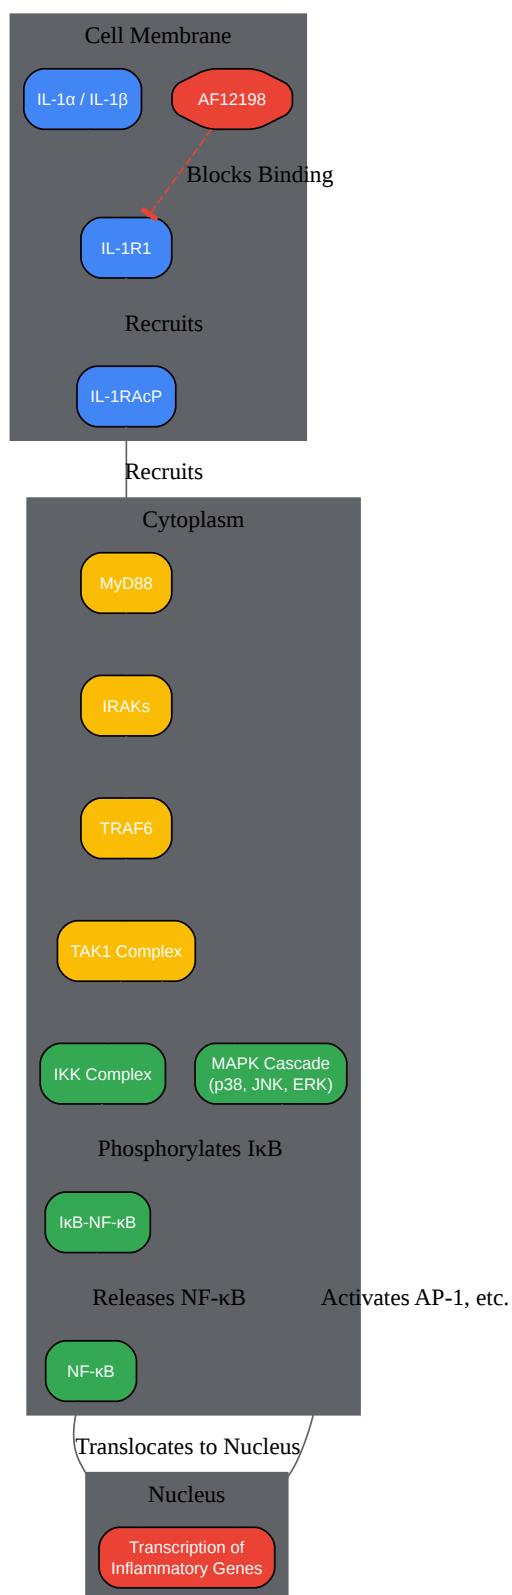 Cell Membrane
IL-1α / IL-1β
AF12198
Blocks Binding
IL-1R1
Recruits
IL-1RAcP
Recruits
Cytoplasm
MyD88
IRAKs
TRAF6
TAK1 Complex
IKK Complex
MAPK Cascade
(p38, JNK, ERK)
Phosphorylates IκB
IκB-NF-κB
Releases NF-κB
Activates AP-1, etc.
NF-κB
Translocates to Nucleus
Nucleus
Transcription of
Inflammatory Genes